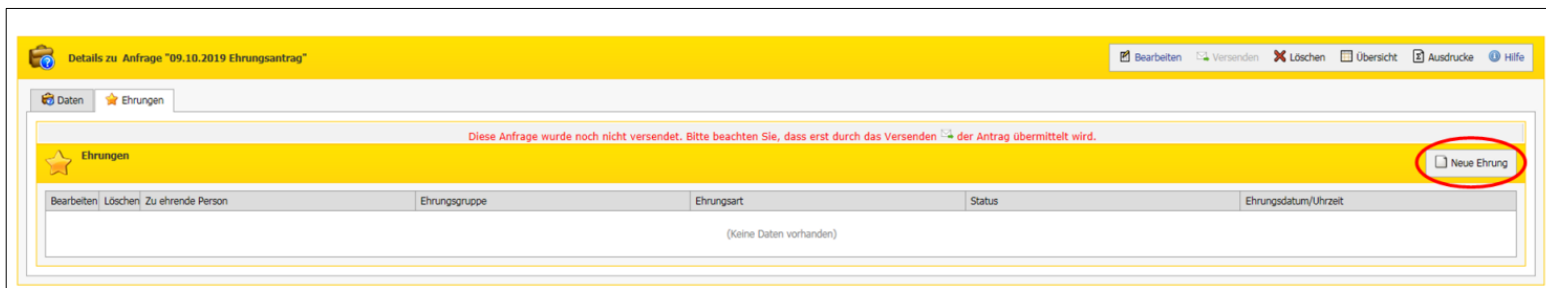 Details zu Anfrage "09.10.2019 Ehrungsantrag"
Bearbeiten Versenden Löschen Übersicht Ausdrucke Hilfe
Daten Ehrungen
Diese Anfrage wurde noch nicht versendet. Bitte beachten Sie, dass erst durch das Versenden der Antrag übermittelt wird.
Ehrungen
Neue Ehrung
Bearbeiten Löschen Zu ehrende Person Ehrungsgruppe Ehrungsart Status Ehrungsdatum/Uhrzeit
(Keine Daten vorhanden)